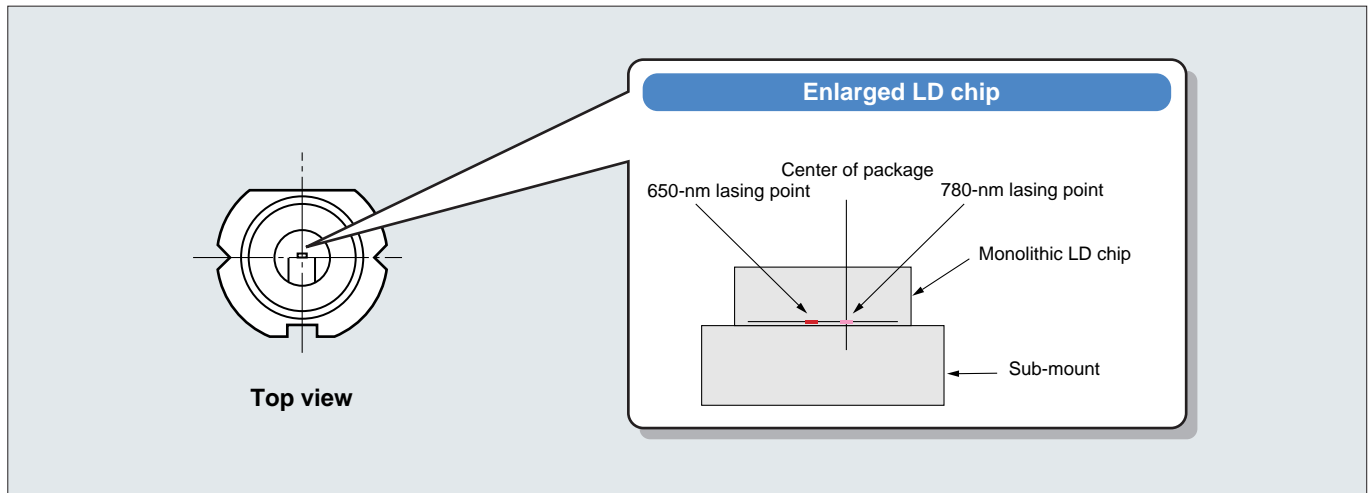 Enlarged LD chip
Center of package
650-nm lasing point
780-nm lasing point
Monolithic LD chip
Sub-mount
Top view